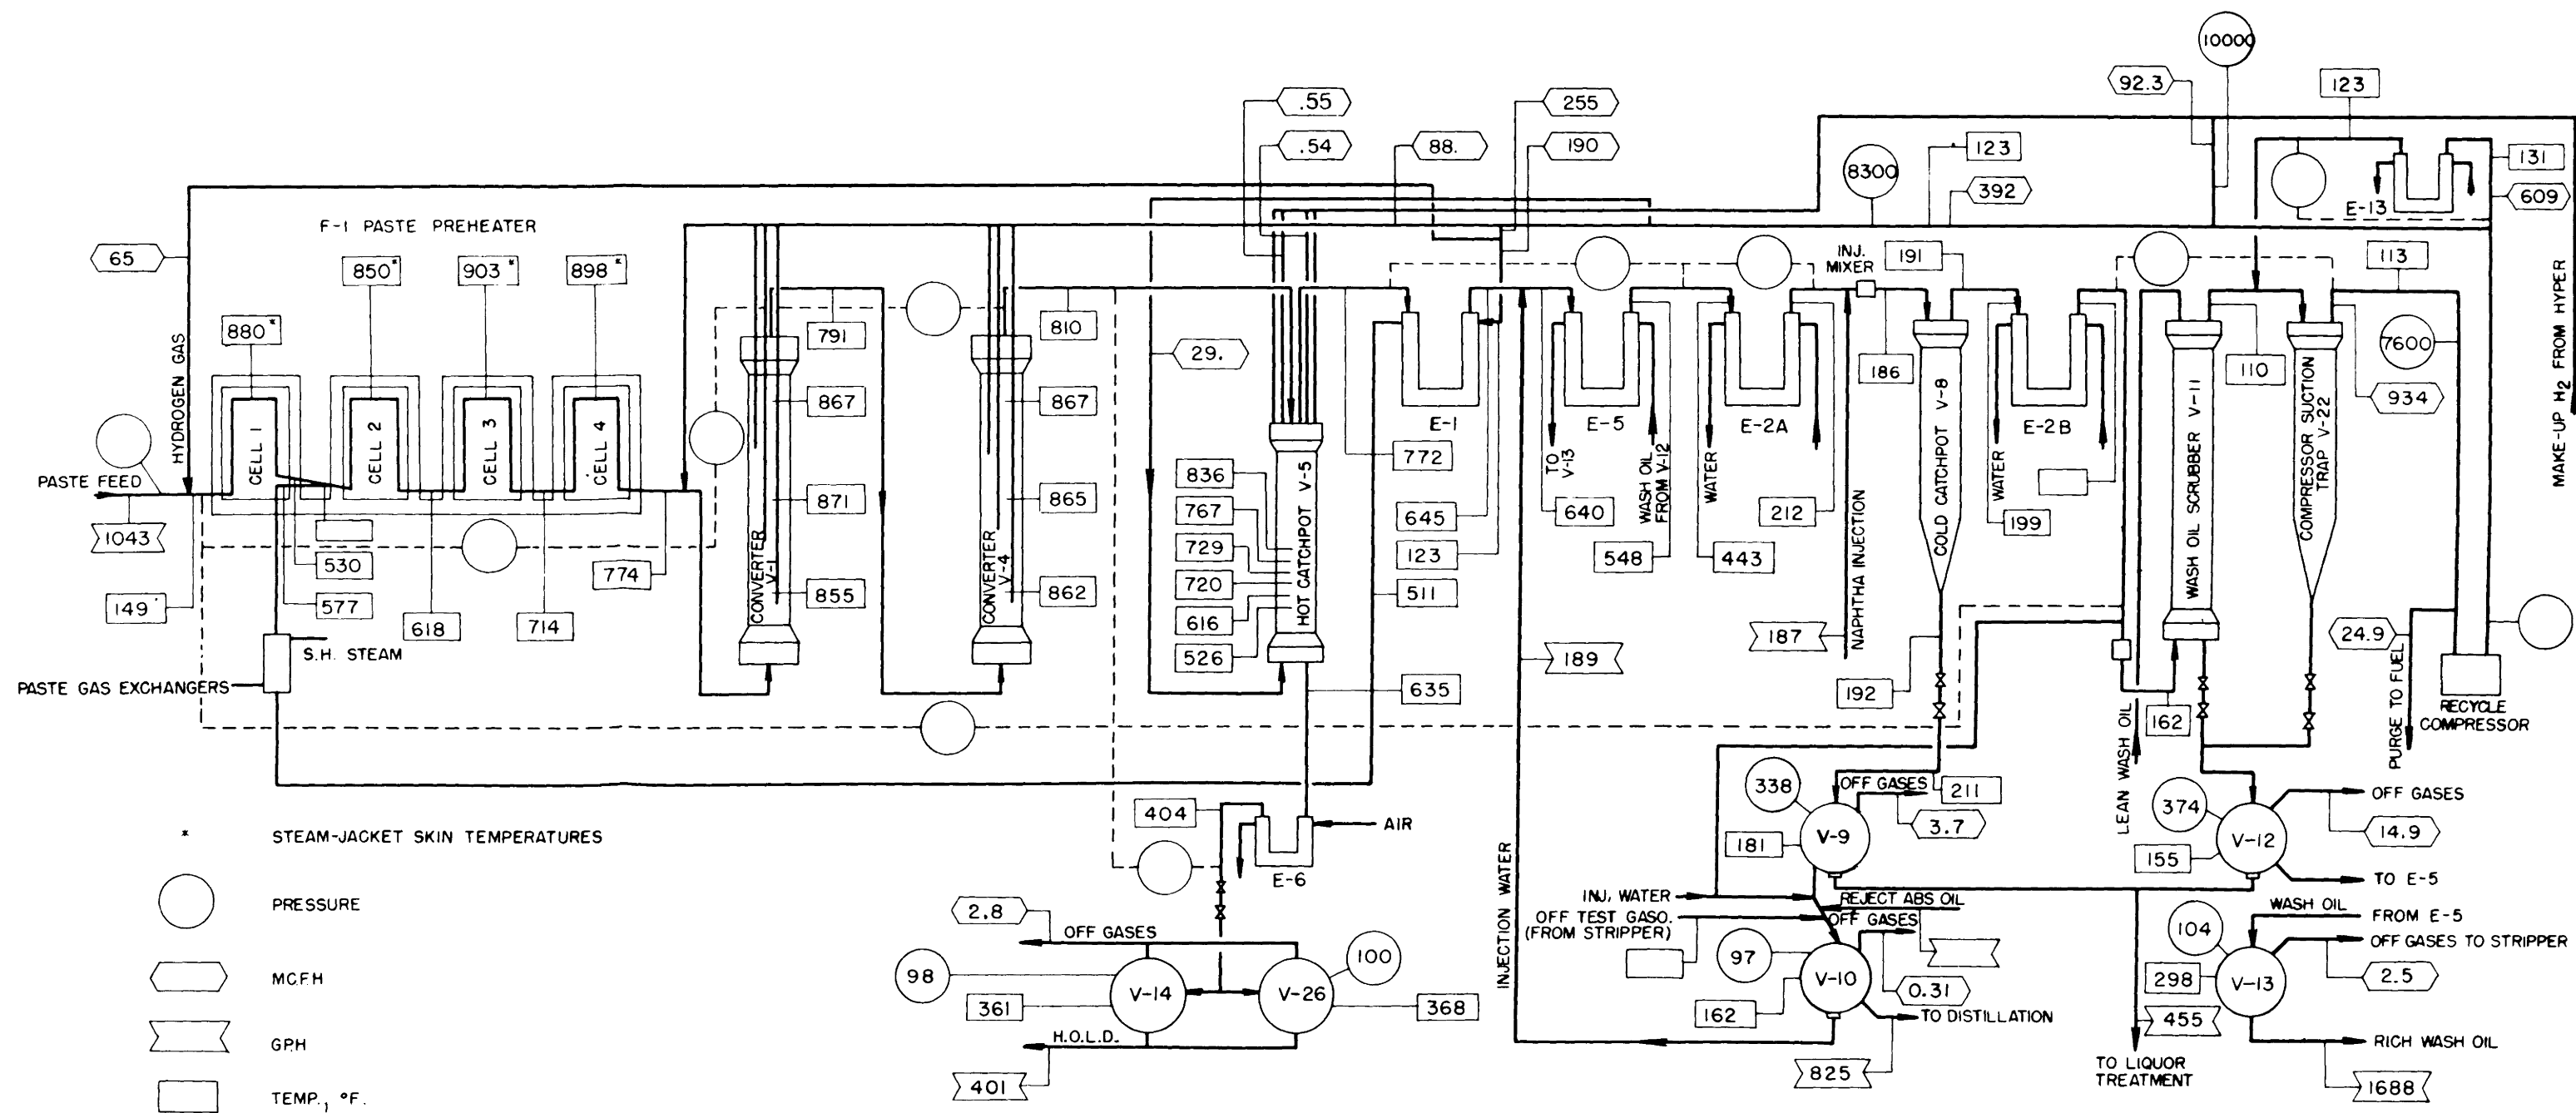 10000
92.3
123
.55
255
.54
88.
190
123
131
8300
392
E-13
609
F-1 PASTE PREHEATER
65
850*
903*
898*
INJ.
MIXER
191
113
880*
791
810
29.
HYDROGEN GAS
MAKE-UP H2 FROM HYPER
7600
186
110
934
867
867
CELL 1
CELL 2
CELL 3
CELL 4
E-1
E-5
E-2A
E-2B
COLD CATCHPOT V-8
WASH OIL SCRUBBER V-11
COMPRESSOR SUCTION
TRAP V-22
772
TO
V-13
WASH OIL
FROM V-12
WATER
WATER
PASTE FEED
836
767
729
720
616
526
HOT CATCHPOT V-5
871
865
645
640
212
199
1043
CONVERTER
V-1
CONVERTER
V-4
530
774
123
548
443
149
577
618
714
855
862
511
NAPHTHA INJECTION
187
24.9
S.H. STEAM
189
PASTE GAS EXCHANGERS
635
192
162
RECYCLE
COMPRESSOR
PURGE TO FUEL
LEAN WASH OIL
338
OFF GASES
211
374
OFF GASES
404
AIR
3.7
14.9
* STEAM-JACKET SKIN TEMPERATURES
V-9
V-12
181
155
E-6
TO E-5
INJ. WATER
REJECT ABS OIL
PRESSURE
2.8
OFF TEST GASO.
(FROM STRIPPER)
OFF GASES
WASH OIL
FROM E-5
OFF GASES
INJECTION WATER
104
OFF GASES TO STRIPPER
98
100
97
MCFH
V-14
V-26
V-10
298
V-13
2.5
361
368
0.31
162
TO DISTILLATION
455
GPH
H.O.L.D.
RICH WASH OIL
401
825
TO LIQUOR
TREATMENT
1688
TEMP., °F.